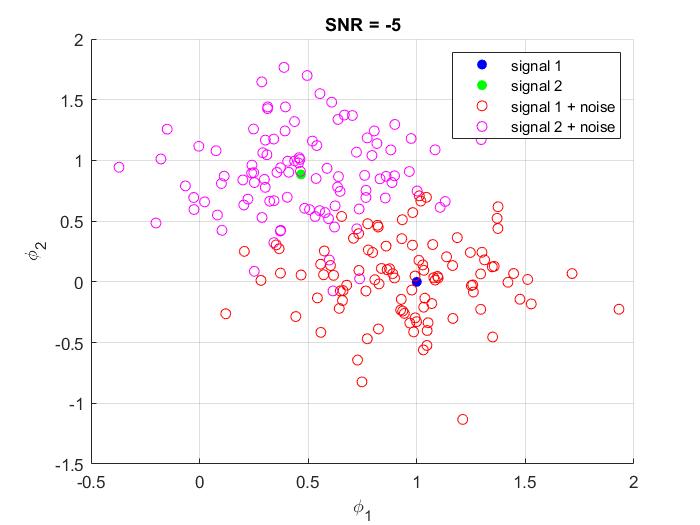 SNR = -5
2
1.5
1
0.5
0
-0.5
-1
-1.5
-0.5
0
0.5
1
1.5
2
ϕ2
ϕ1
signal 1
signal 2
signal 1 + noise
signal 2 + noise